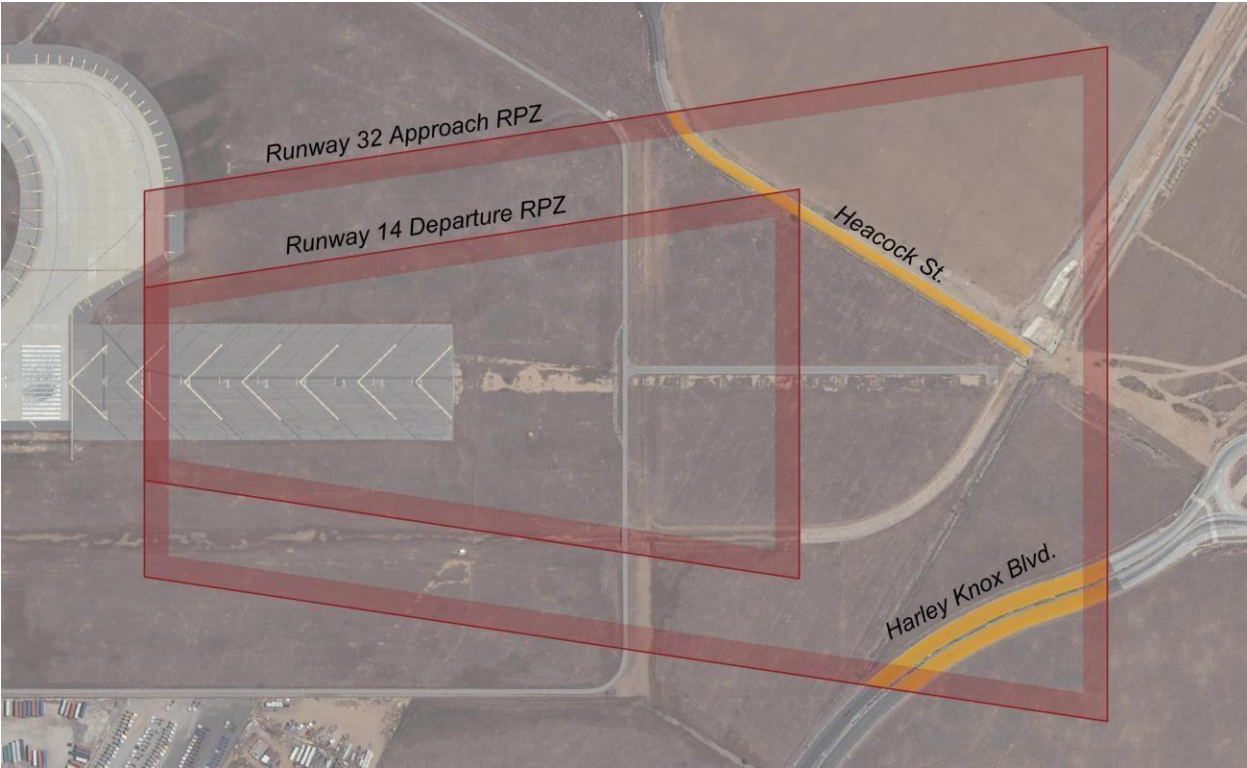 Runway 32 Approach RPZ
Runway 14 Departure RPZ
Heacock St.
Harley Knox Blvd.